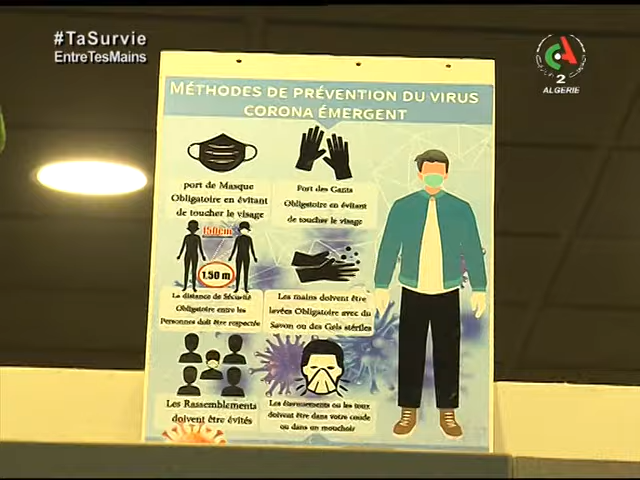 #TaSurvie
EntreTesMains
2
ALGERIE
MÉTHODES DE PRÉVENTION DU VIRUS
CORONA ÉMERGENT
port de Masque
Obligatoire en évitant
de toucher le visage
Port des Gants
Obligatoire en évitant
de toucher le visage
150cm
1.50 m
La distance de Sécurité
Obligatoire entre les
Personnes doit être respectée
Les mains doivent être
lavées Obligatoire avec du
Savon ou des Gels stériles
Les Rassemblements
doivent être évités
Les éternuements ou les toux
doivent être dans votre coude
ou dans un mouchoir